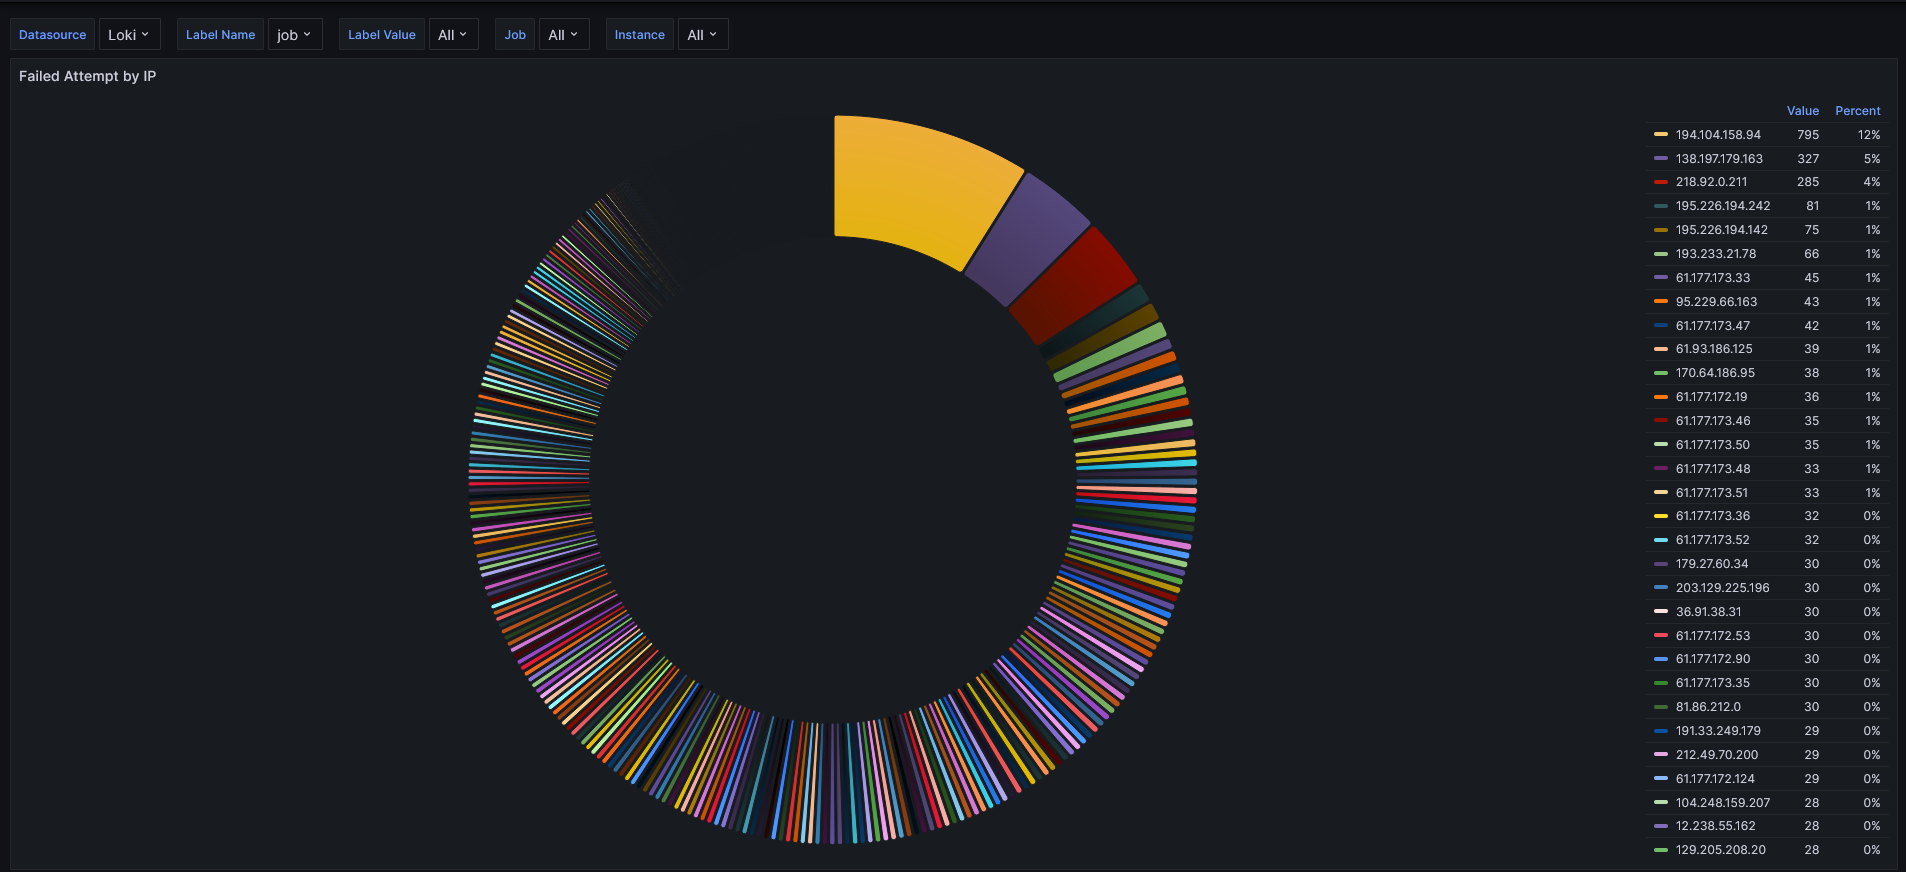 Datasource Loki Label Name job Label Value All Job All Instance All
Failed Attempt by IP
Value Percent
194.104.158.94 795 12%
138.197.179.163 327 5%
218.92.0.211 285 4%
195.226.194.242 81 1%
195.226.194.142 75 1%
193.233.21.78 66 1%
61.177.173.33 45 1%
95.229.66.163 43 1%
61.177.173.47 42 1%
61.93.186.125 39 1%
170.64.186.95 38 1%
61.177.172.19 36 1%
61.177.173.46 35 1%
61.177.173.50 35 1%
61.177.173.48 33 1%
61.177.173.51 33 1%
61.177.173.36 32 0%
61.177.173.52 32 0%
179.27.60.34 30 0%
203.129.225.196 30 0%
36.91.38.31 30 0%
61.177.172.53 30 0%
61.177.172.90 30 0%
61.177.173.35 30 0%
81.86.212.0 30 0%
191.33.249.179 29 0%
212.49.70.200 29 0%
61.177.172.124 29 0%
104.248.159.207 28 0%
12.238.55.162 28 0%
129.205.208.20 28 0%